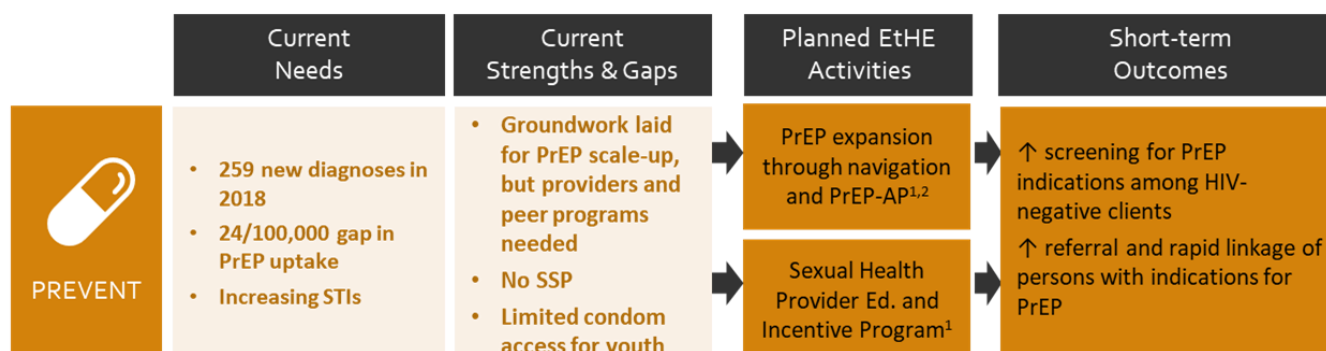 Current
Needs
Current
Strengths & Gaps
Planned EtHE
Activities
Short-term
Outcomes
PREVENT
• 259 new diagnoses in
2018
• 24/100,000 gap in
PrEP uptake
• Increasing STIs
• Groundwork laid
for PrEP scale-up,
but providers and
peer programs
needed
• No SSP
• Limited condom
access for youth
PrEP expansion
through navigation
and PrEP-AP1,2
Sexual Health
Provider Ed. and
Incentive Program1
↑ screening for PrEP
indications among HIV-
negative clients
↑ referral and rapid linkage of
persons with indications for
PrEP